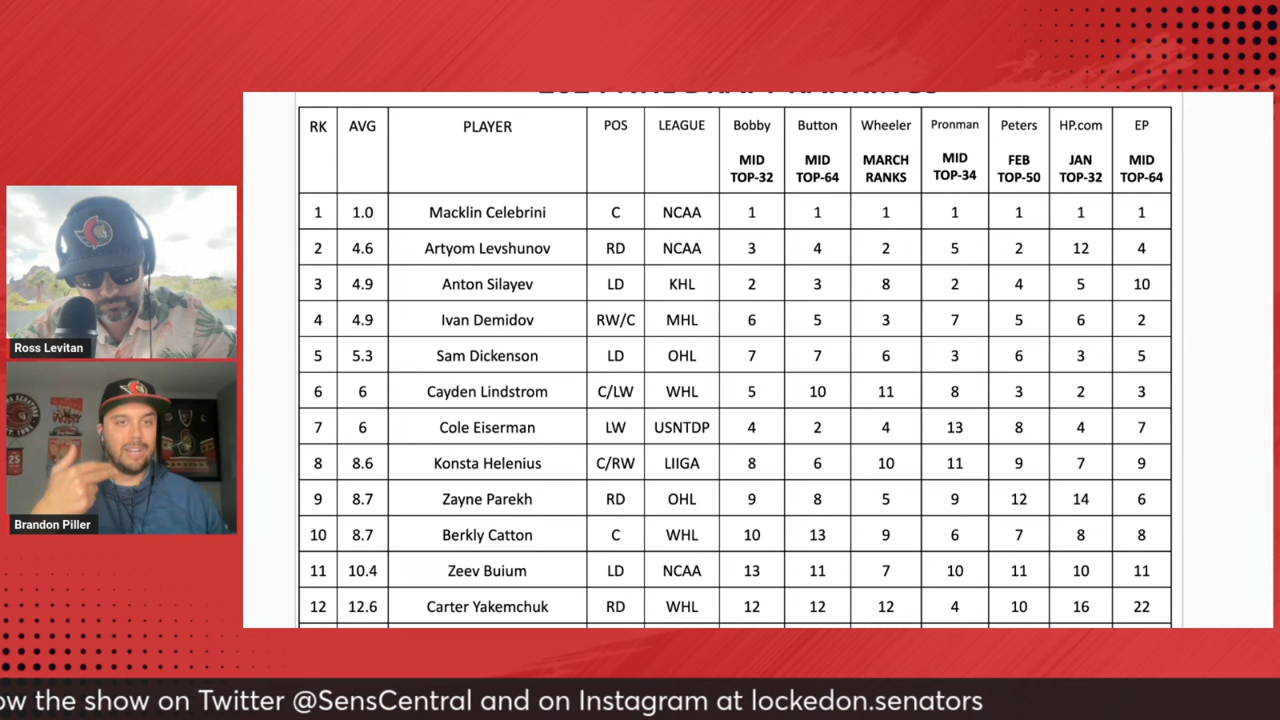 RK AVG PLAYER POS LEAGUE Bobby Button Wheeler Pronman Peters HP.com EP
MID MID MARCH MID FEB JAN MID
TOP-32 TOP-64 RANKS TOP-34 TOP-50 TOP-32 TOP-64
1 1.0 Macklin Celebrini C NCAA 1 1 1 1 1 1 1
2 4.6 Artyom Levshunov RD NCAA 3 4 2 5 2 12 4
3 4.9 Anton Silayev LD KHL 2 3 8 2 4 5 10
4 4.9 Ivan Demidov RW/C MHL 6 5 3 7 5 6 2
5 5.3 Sam Dickenson LD OHL 7 7 6 3 6 3 5
6 6 Cayden Lindstrom C/LW WHL 5 10 11 8 3 2 3
7 6 Cole Eiserman LW USNTDP 4 2 4 13 8 4 7
8 8.6 Konsta Helenius C/RW LIIGA 8 6 10 11 9 7 9
9 8.7 Zayne Parekh RD OHL 9 8 5 9 12 14 6
10 8.7 Berkly Catton C WHL 10 13 9 6 7 8 8
11 10.4 Zeev Buium LD NCAA 13 11 7 10 11 10 11
12 12.6 Carter Yakemchuk RD WHL 12 12 12 4 10 16 22
Ross Levitan
Brandon Piller
ow the show on Twitter @SensCentral and on Instagram at lockedon.senators